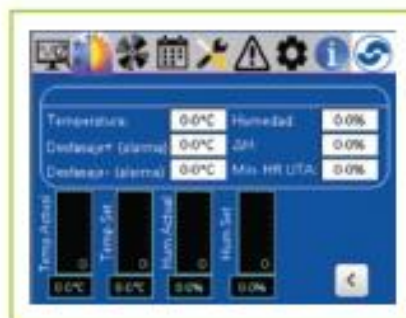 Temperatura: 0.0°C Humedad: 0.0%
Desfasaje+ (alarma) 0.0°C ΔH: 0.0%
Desfasaje- (alarma) 0.0°C Min. HR UTA: 0.0%
Temp Actual
Temp Set
Hum Actual
Hum Set
0 0 0 0
0.0°C 0.0°C 0.0% 0.0%